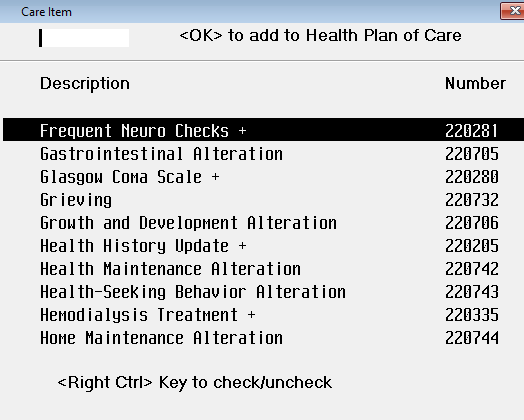 Care Item
<OK> to add to Health Plan of Care
Description Number
Frequent Neuro Checks + 220281
Gastrointestinal Alteration 220705
Glasgow Coma Scale + 220280
Grieving 220732
Growth and Development Alteration 220706
Health History Update + 220205
Health Maintenance Alteration 220742
Health-Seeking Behavior Alteration 220743
Hemodialysis Treatment + 220335
Home Maintenance Alteration 220744
<Right Ctrl> Key to check/uncheck